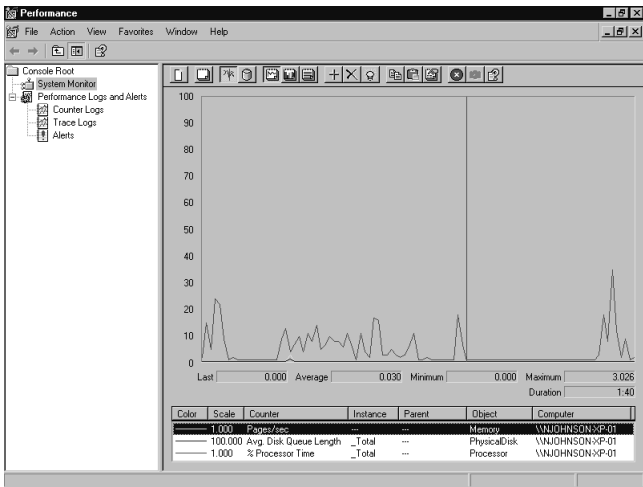 Performance
File Action View Favorites Window Help
Console Root
System Monitor
Performance Logs and Alerts
Counter Logs
Trace Logs
Alerts
100
90
80
70
60
50
40
30
20
10
0
Last 0.000 Average 0.030 Minimum 0.000 Maximum 3.026
Duration 1:40
Color Scale Counter Instance Parent Object Computer
1.000 Pages/sec --- --- Memory \\NJOHNSON-XP-01
100.000 Avg. Disk Queue Length _Total --- PhysicalDisk \\NJOHNSON-XP-01
1.000 % Processor Time _Total --- Processor \\NJOHNSON-XP-01